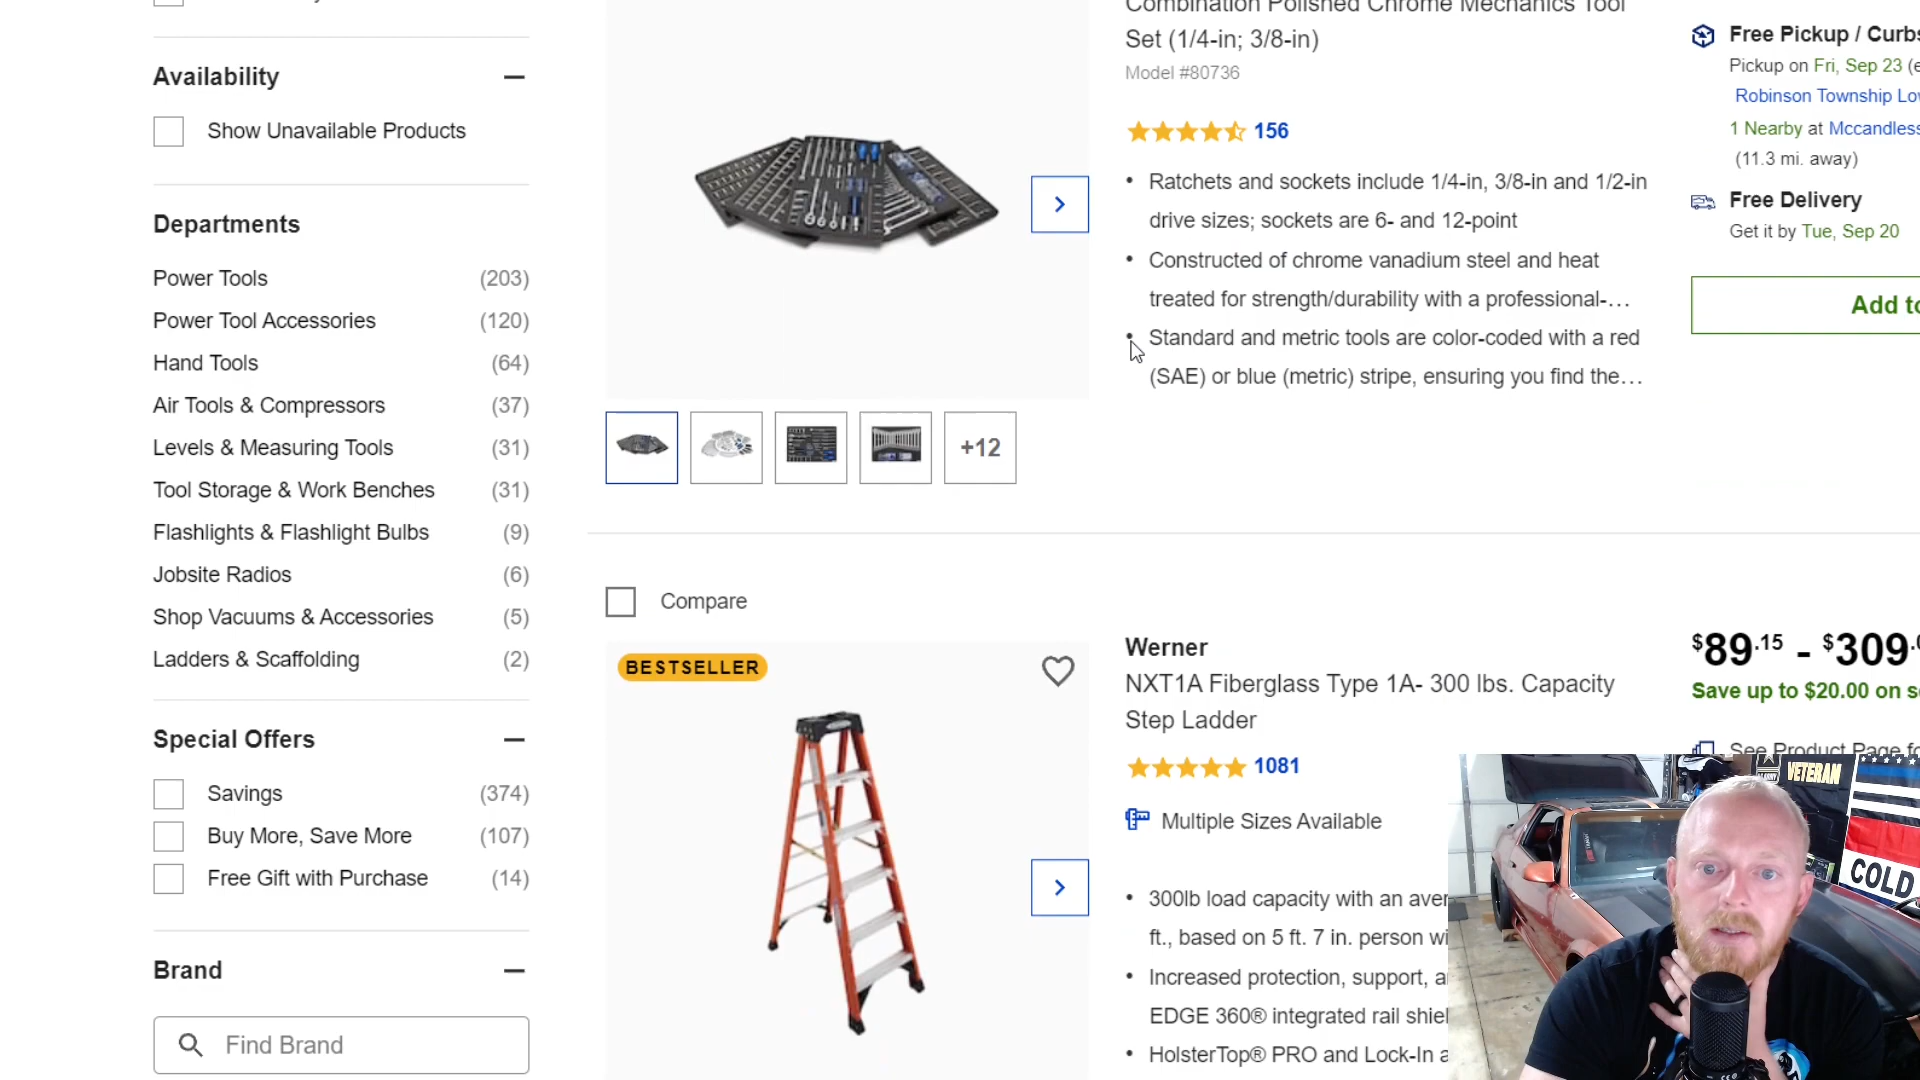 Availability
Show Unavailable Products
Departments
Power Tools (203)
Power Tool Accessories (120)
Hand Tools (64)
Air Tools & Compressors (37)
Levels & Measuring Tools (31)
Tool Storage & Work Benches (31)
Flashlights & Flashlight Bulbs (9)
Jobsite Radios (6)
Shop Vacuums & Accessories (5)
Ladders & Scaffolding (2)
Special Offers
Savings (374)
Buy More, Save More (107)
Free Gift with Purchase (14)
Brand
Find Brand
+12
Combination Polished Chrome Mechanics Tool
Set (1/4-in; 3/8-in)
Model #80736
156
• Ratchets and sockets include 1/4-in, 3/8-in and 1/2-in
drive sizes; sockets are 6- and 12-point
• Constructed of chrome vanadium steel and heat
treated for strength/durability with a professional-…
• Standard and metric tools are color-coded with a red
(SAE) or blue (metric) stripe, ensuring you find the…
Free Pickup / Curbs
Pickup on Fri, Sep 23 (e
Robinson Township Lo
1 Nearby at Mccandless
(11.3 mi. away)
Free Delivery
Get it by Tue, Sep 20
Add to
Compare
BESTSELLER
Werner
NXT1A Fiberglass Type 1A- 300 lbs. Capacity
Step Ladder
1081
Multiple Sizes Available
• 300lb load capacity with an aver
ft., based on 5 ft. 7 in. person wi
• Increased protection, support, a
EDGE 360® integrated rail shiel
• HolsterTop® PRO and Lock-In a
$89.15 - $309.
Save up to $20.00 on s
See Product Page fo
VETERAN
COLD